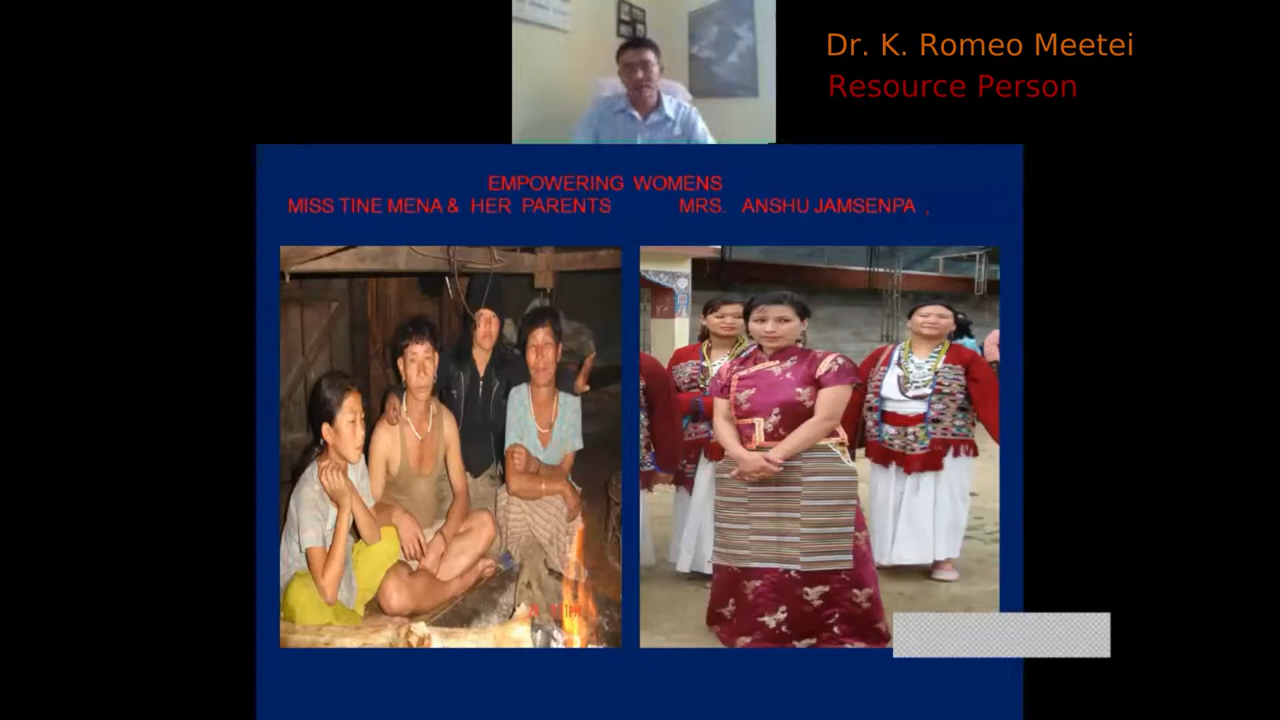 Dr. K. Romeo Meetei
Resource Person
EMPOWERING WOMENS
MISS TINE MENA & HER PARENTS MRS. ANSHU JAMSENPA ,